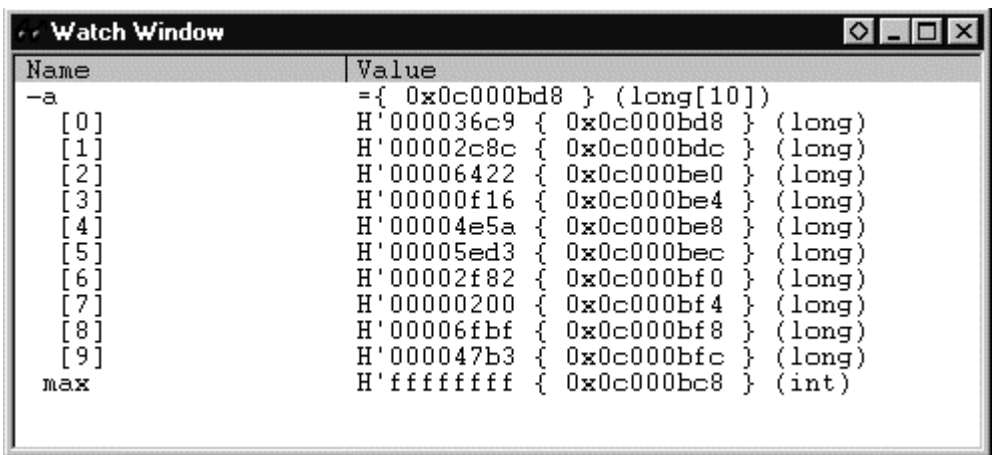 Watch Window
Name Value
-a ={ 0x0c000bd8 } (long[10])
[0] H'000036c9 { 0x0c000bd8 } (long)
[1] H'00002c8c { 0x0c000bdc } (long)
[2] H'00006422 { 0x0c000be0 } (long)
[3] H'00000f16 { 0x0c000be4 } (long)
[4] H'00004e5a { 0x0c000be8 } (long)
[5] H'00005ed3 { 0x0c000bec } (long)
[6] H'00002f82 { 0x0c000bf0 } (long)
[7] H'00000200 { 0x0c000bf4 } (long)
[8] H'00006fbf { 0x0c000bf8 } (long)
[9] H'000047b3 { 0x0c000bfc } (long)
max H'ffffffff { 0x0c000bc8 } (int)